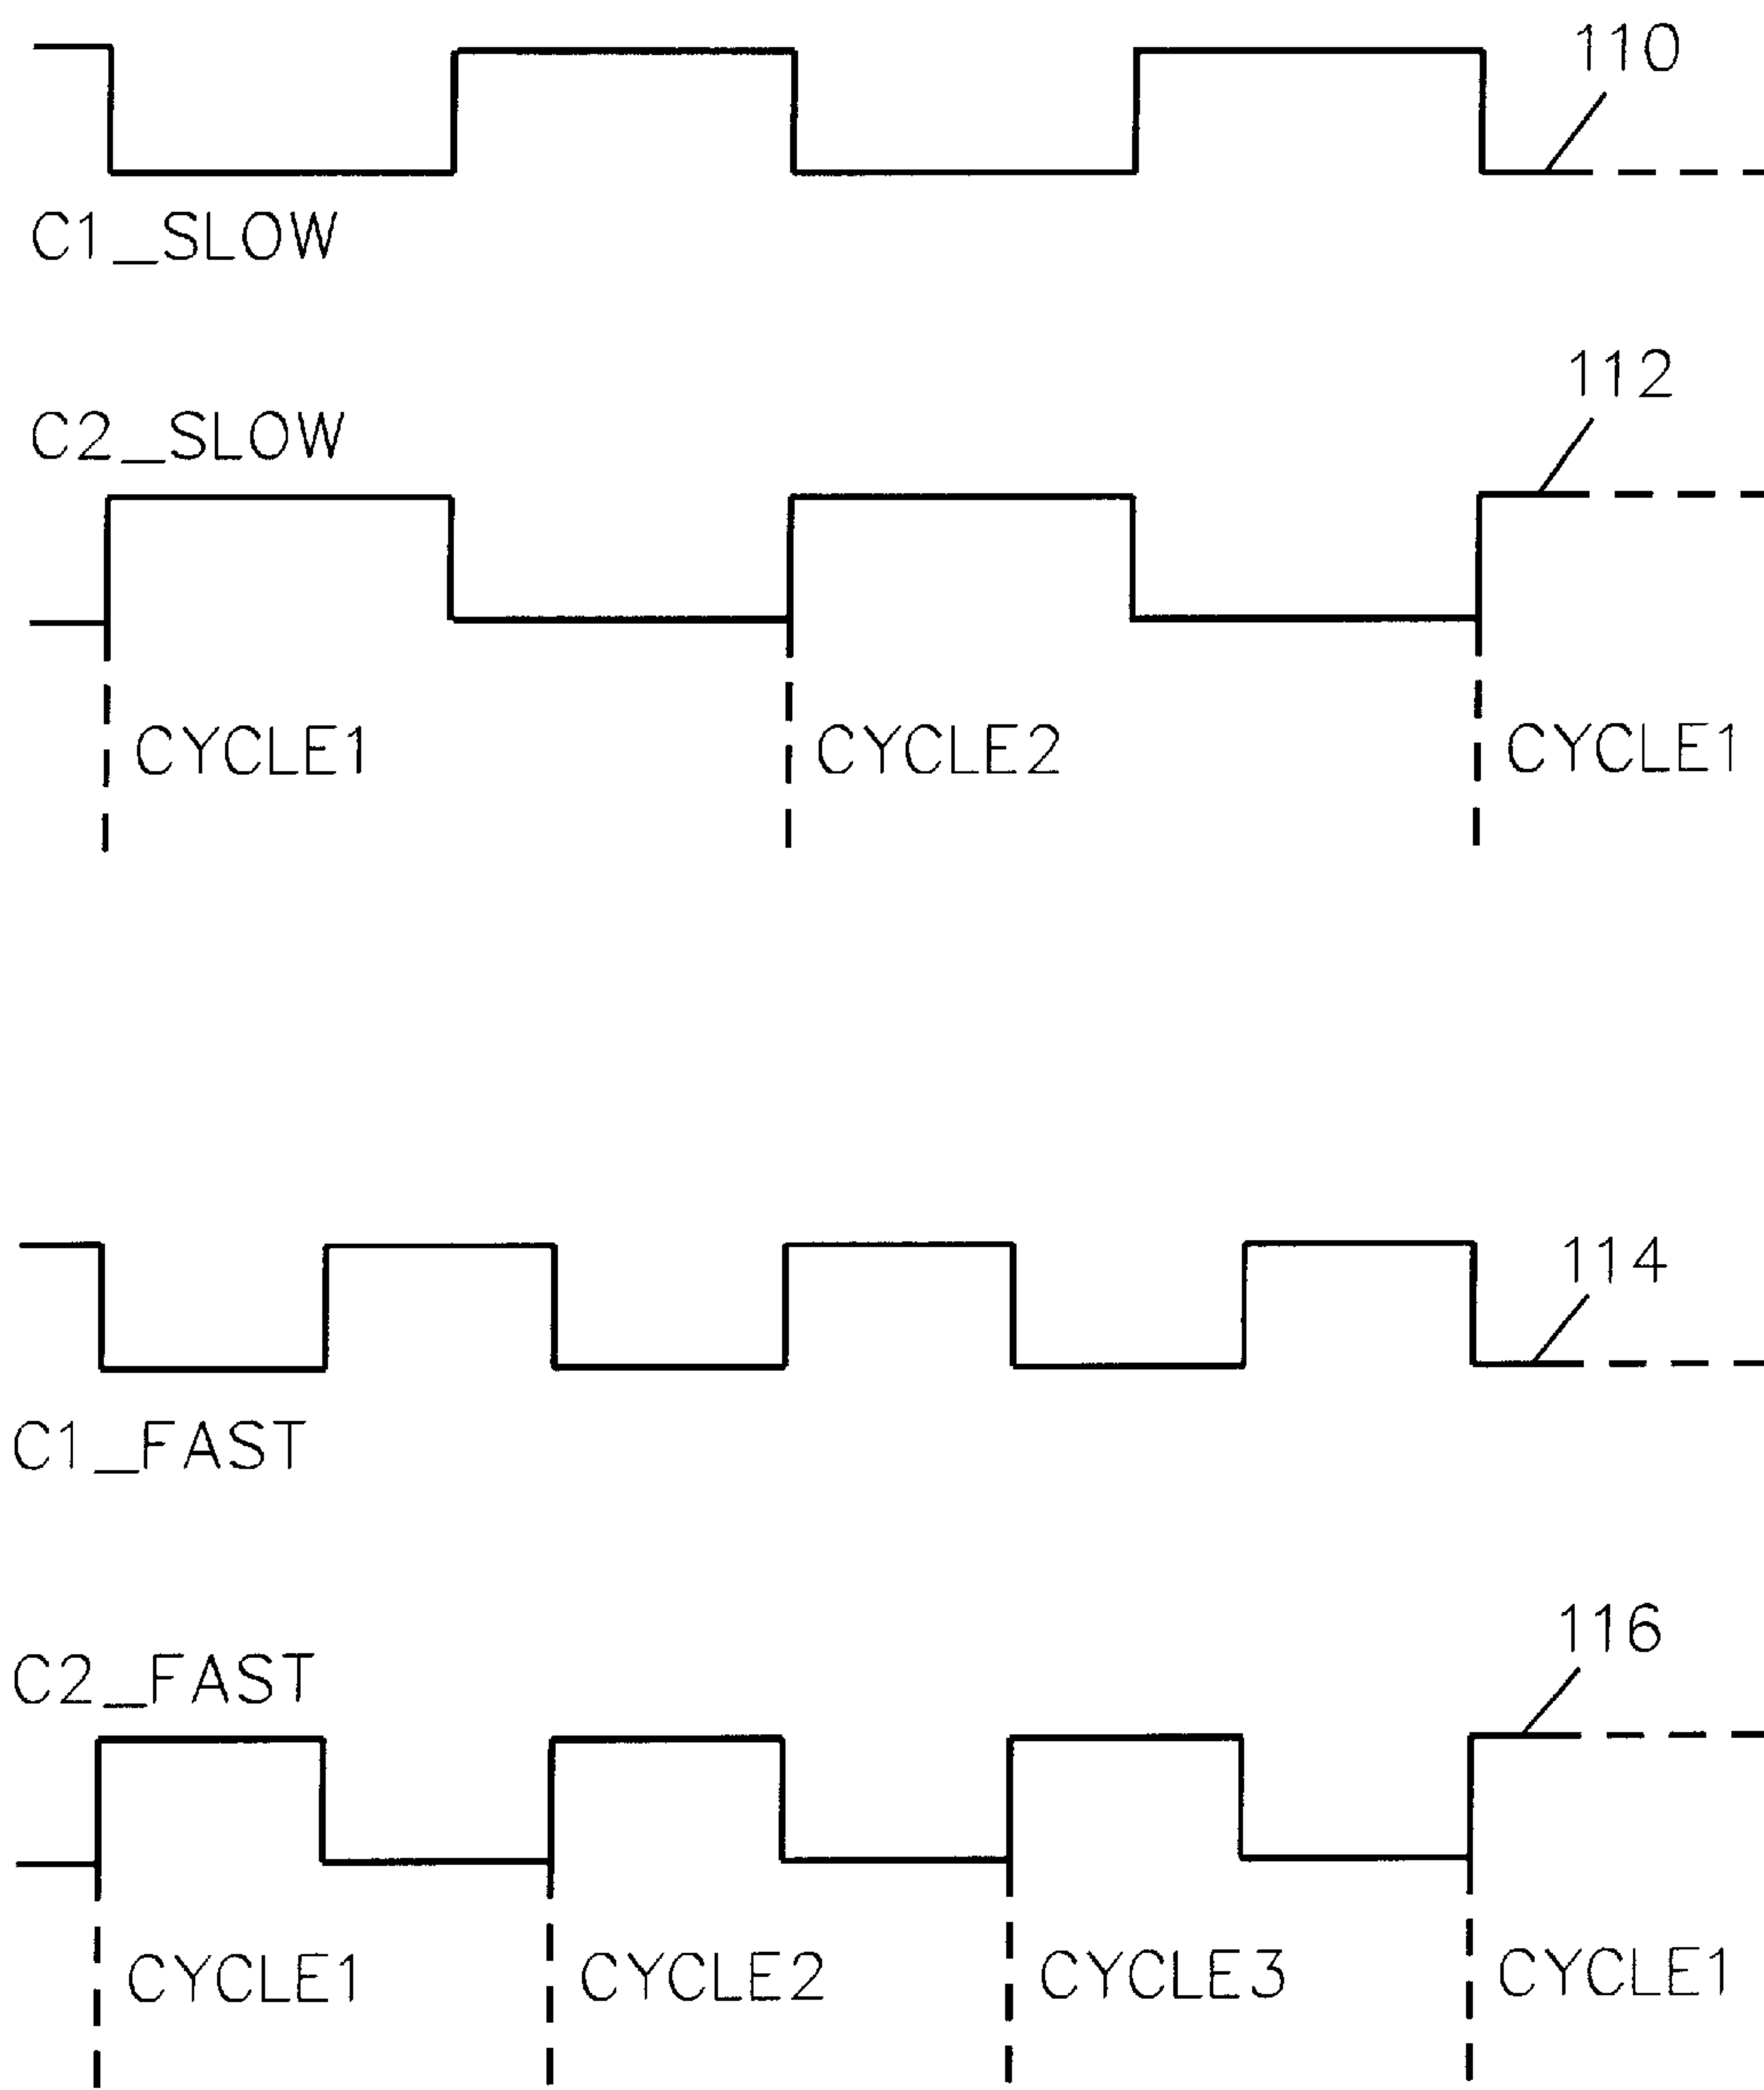 110
C1_SLOW
112
C2_SLOW
CYCLE1 CYCLE2 CYCLE1
114
C1_FAST
116
C2_FAST
CYCLE1 CYCLE2 CYCLE3 CYCLE1